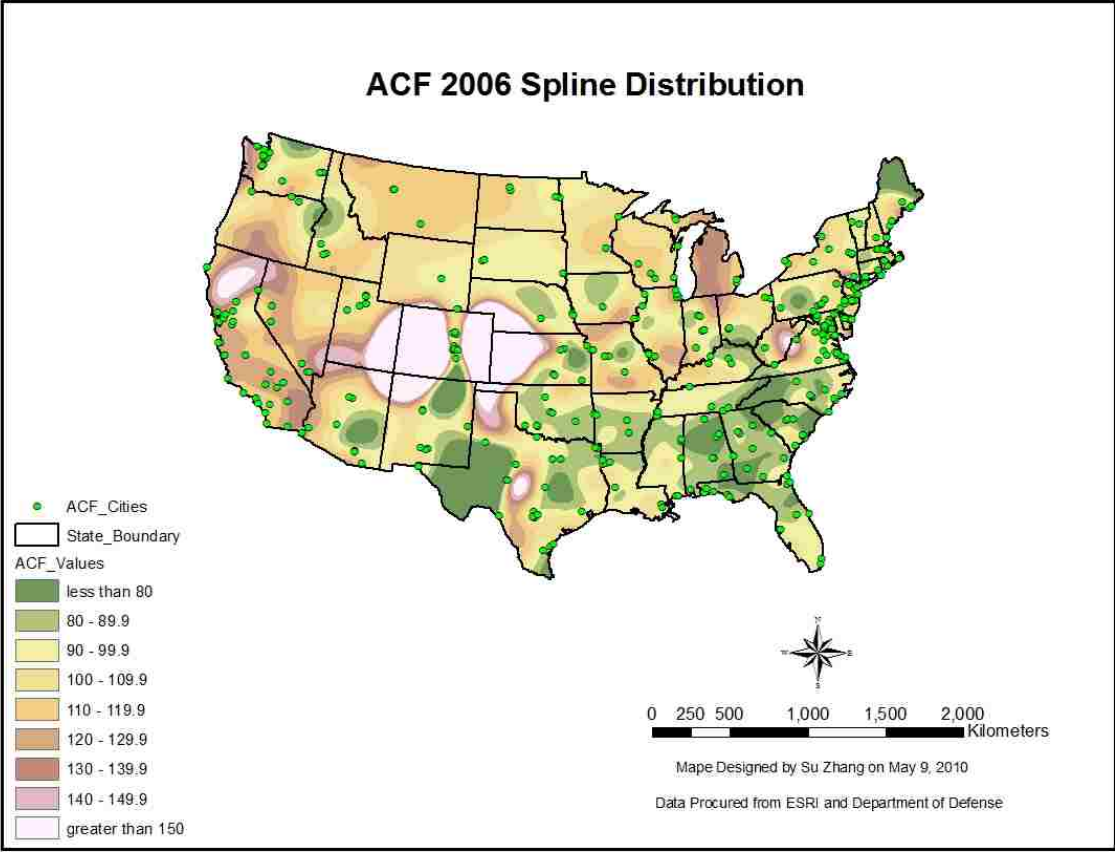 ACF 2006 Spline Distribution
ACF_Cities
State_Boundary
ACF_Values
less than 80
80 - 89.9
90 - 99.9
100 - 109.9
110 - 119.9
120 - 129.9
130 - 139.9
140 - 149.9
greater than 150
N
W E
S
0 250 500 1,000 1,500 2,000
Kilometers
Mape Designed by Su Zhang on May 9, 2010
Data Procured from ESRI and Department of Defense